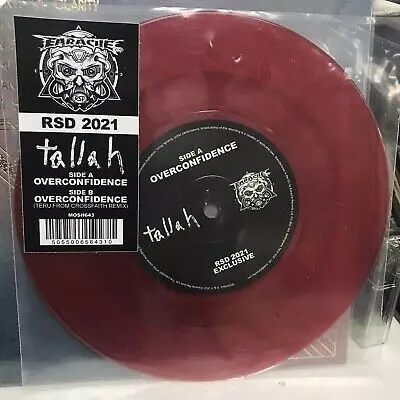 CLARITY
EARACHE
RSD 2021
tallah
SIDE A
OVERCONFIDENCE
SIDE B
OVERCONFIDENCE
(TERU FROM CROSSFAITH REMIX)
MOSH643
5055006564310
SIDE A
OVERCONFIDENCE
tallah
RSD 2021
EXCLUSIVE